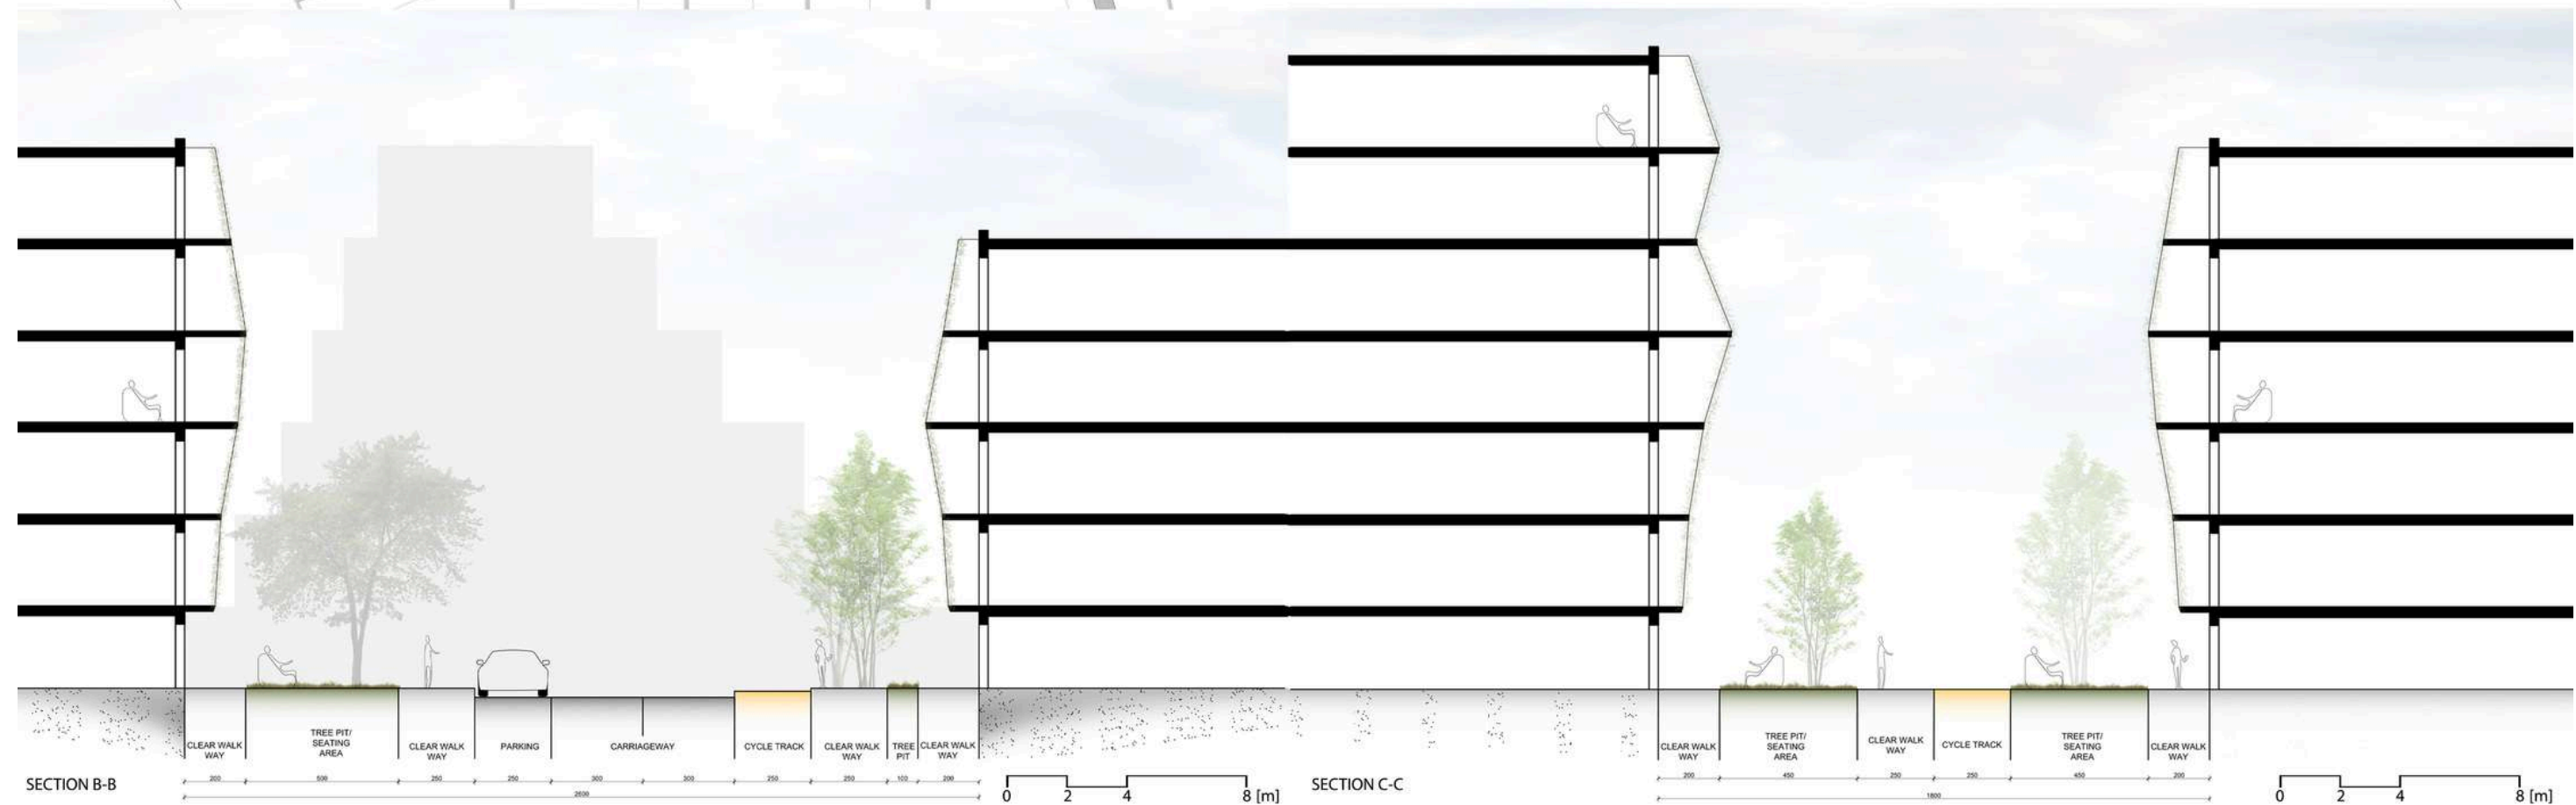 CLEAR WALK
WAY
TREE PIT/
SEATING
AREA
CLEAR WALK
WAY
PARKING
CARRIAGEWAY
CYCLE TRACK
CLEAR WALK
WAY
TREE
PIT
CLEAR WALK
WAY
200 500 250 250 300 300 250 250 100 200
2600
SECTION B-B
0 2 4 8 [m]
CLEAR WALK
WAY
TREE PIT/
SEATING
AREA
CLEAR WALK
WAY
CYCLE TRACK
TREE PIT/
SEATING
AREA
CLEAR WALK
WAY
200 450 250 250 450 200
1800
SECTION C-C
0 2 4 8 [m]